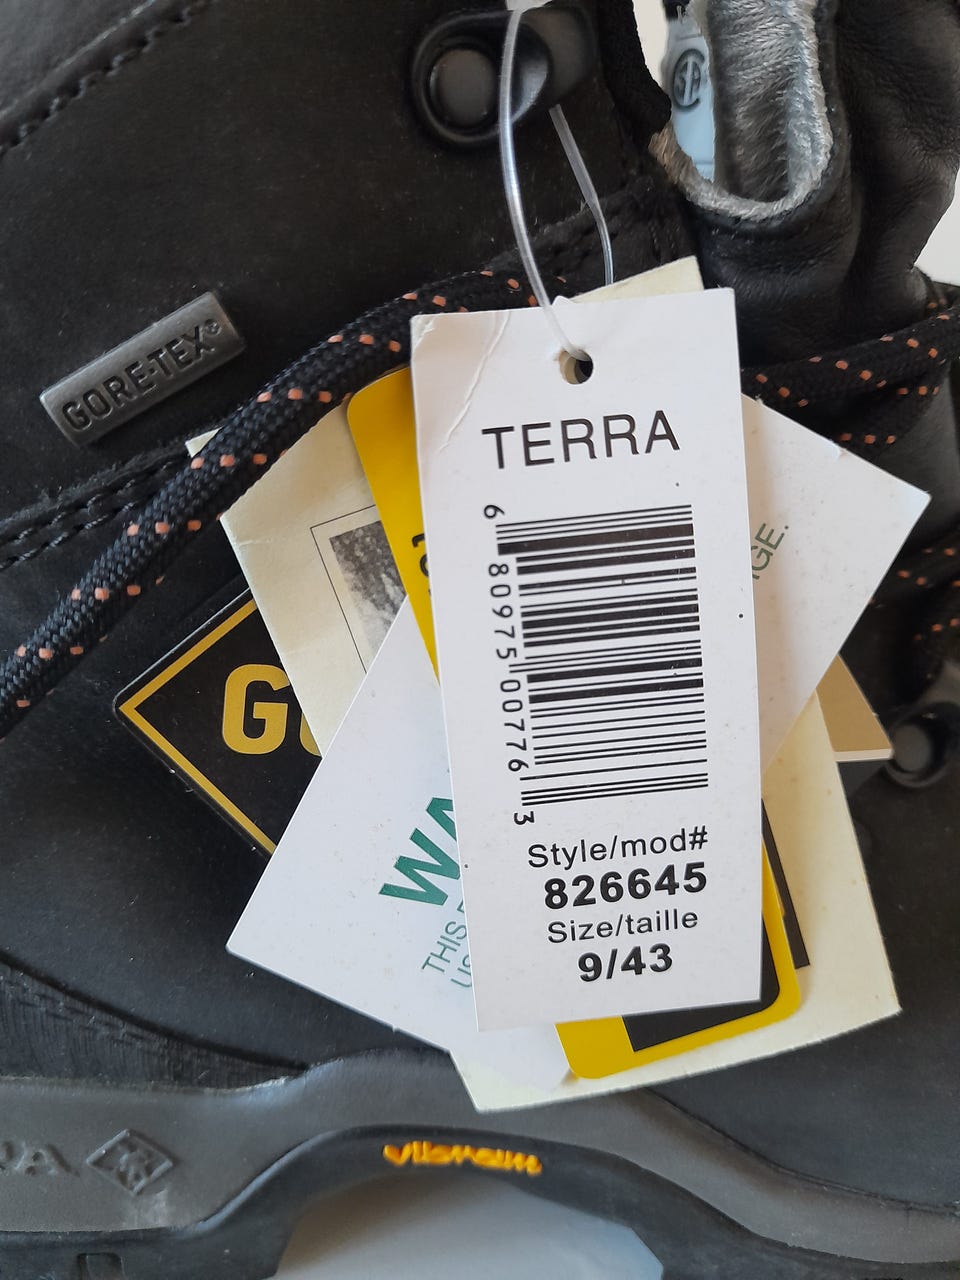 GORE-TEX®
TERRA
6 80975 00776 3
Style/mod#
826645
Size/taille
9/43
GE.
G
WA
THIS
US
vibram